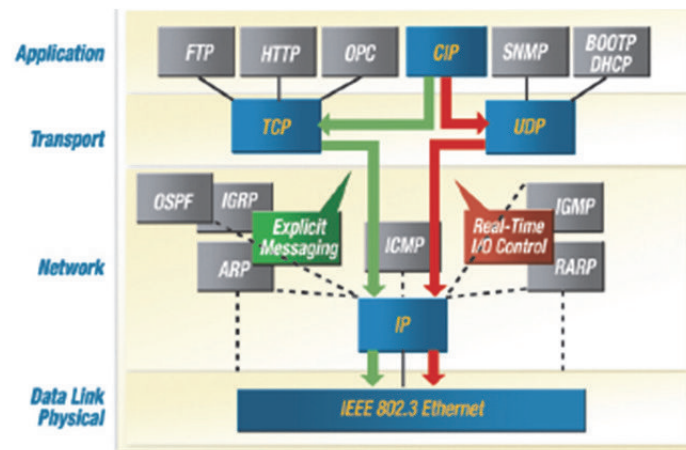 Application
FTP
HTTP
OPC
CIP
SNMP
BOOTP
DHCP
Transport
TCP
UDP
OSPF
IGRP
Explicit
Messaging
ICMP
Real-Time
I/O Control
IGMP
Network
ARP
RARP
IP
Data Link
Physical
IEEE 802.3 Ethernet